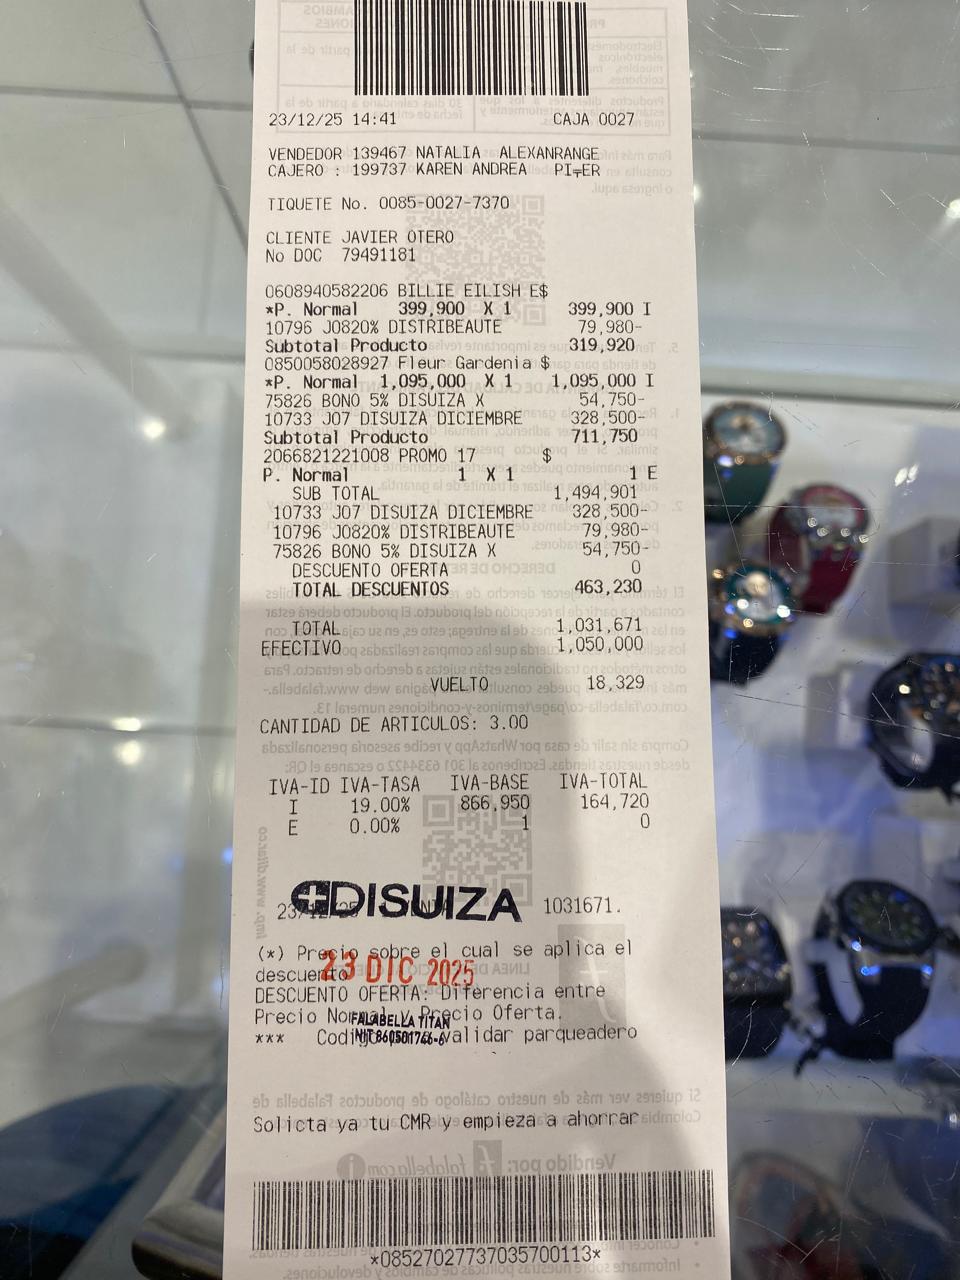 23/12/25 14:41 CAJA 0027
VENDEDOR 139467 NATALIA ALEXANRANGE
CAJERO : 199737 KAREN ANDREA PI╤ER
TIQUETE No. 0085-0027-7370
CLIENTE JAVIER OTERO
No DOC 79491181
0608940582206 BILLIE EILISH E$
*P. Normal 399,900 X 1 399,900 I
10796 J0820% DISTRIBEAUTE 79,980-
Subtotal Producto 319,920
0850058028927 Fleur Gardenia $
*P. Normal 1,095,000 X 1 1,095,000 I
75826 BONO 5% DISUIZA X 54,750-
10733 J07 DISUIZA DICIEMBRE 328,500-
Subtotal Producto 711,750
2066821221008 PROMO 17 $
P. Normal 1 X 1 1 E
SUB TOTAL 1,494,901
10733 J07 DISUIZA DICIEMBRE 328,500-
10796 J0820% DISTRIBEAUTE 79,980-
75826 BONO 5% DISUIZA X 54,750-
DESCUENTO OFERTA 0
TOTAL DESCUENTOS 463,230
TOTAL 1,031,671
EFECTIVO 1,050,000
VUELTO 18,329
CANTIDAD DE ARTICULOS: 3.00
IVA-ID IVA-TASA IVA-BASE IVA-TOTAL
I 19.00% 866,950 164,720
E 0.00% 1 0
DISUIZA
1031671.
(*) Precio sobre el cual se aplica el
descuento
23 DIC 2025
DESCUENTO OFERTA: Diferencia entre
Precio Normal y Precio Oferta.
FALABELLA TITAN
NIT 860501746-6
*** validar parqueadero
Solicta ya tu CMR y empieza a ahorrar
*08527027737035700113*